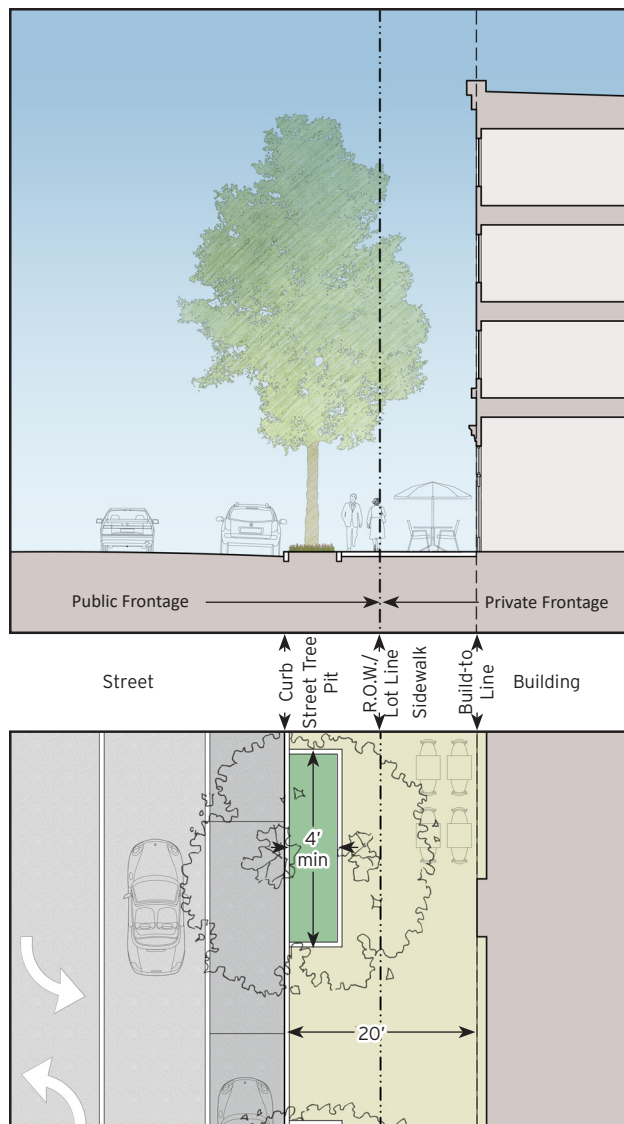 Public Frontage
Private Frontage
Street
Curb
Street Tree
Pit
R.O.W./
Lot Line
Sidewalk
Build-to
Line
Building
4'
min
20'